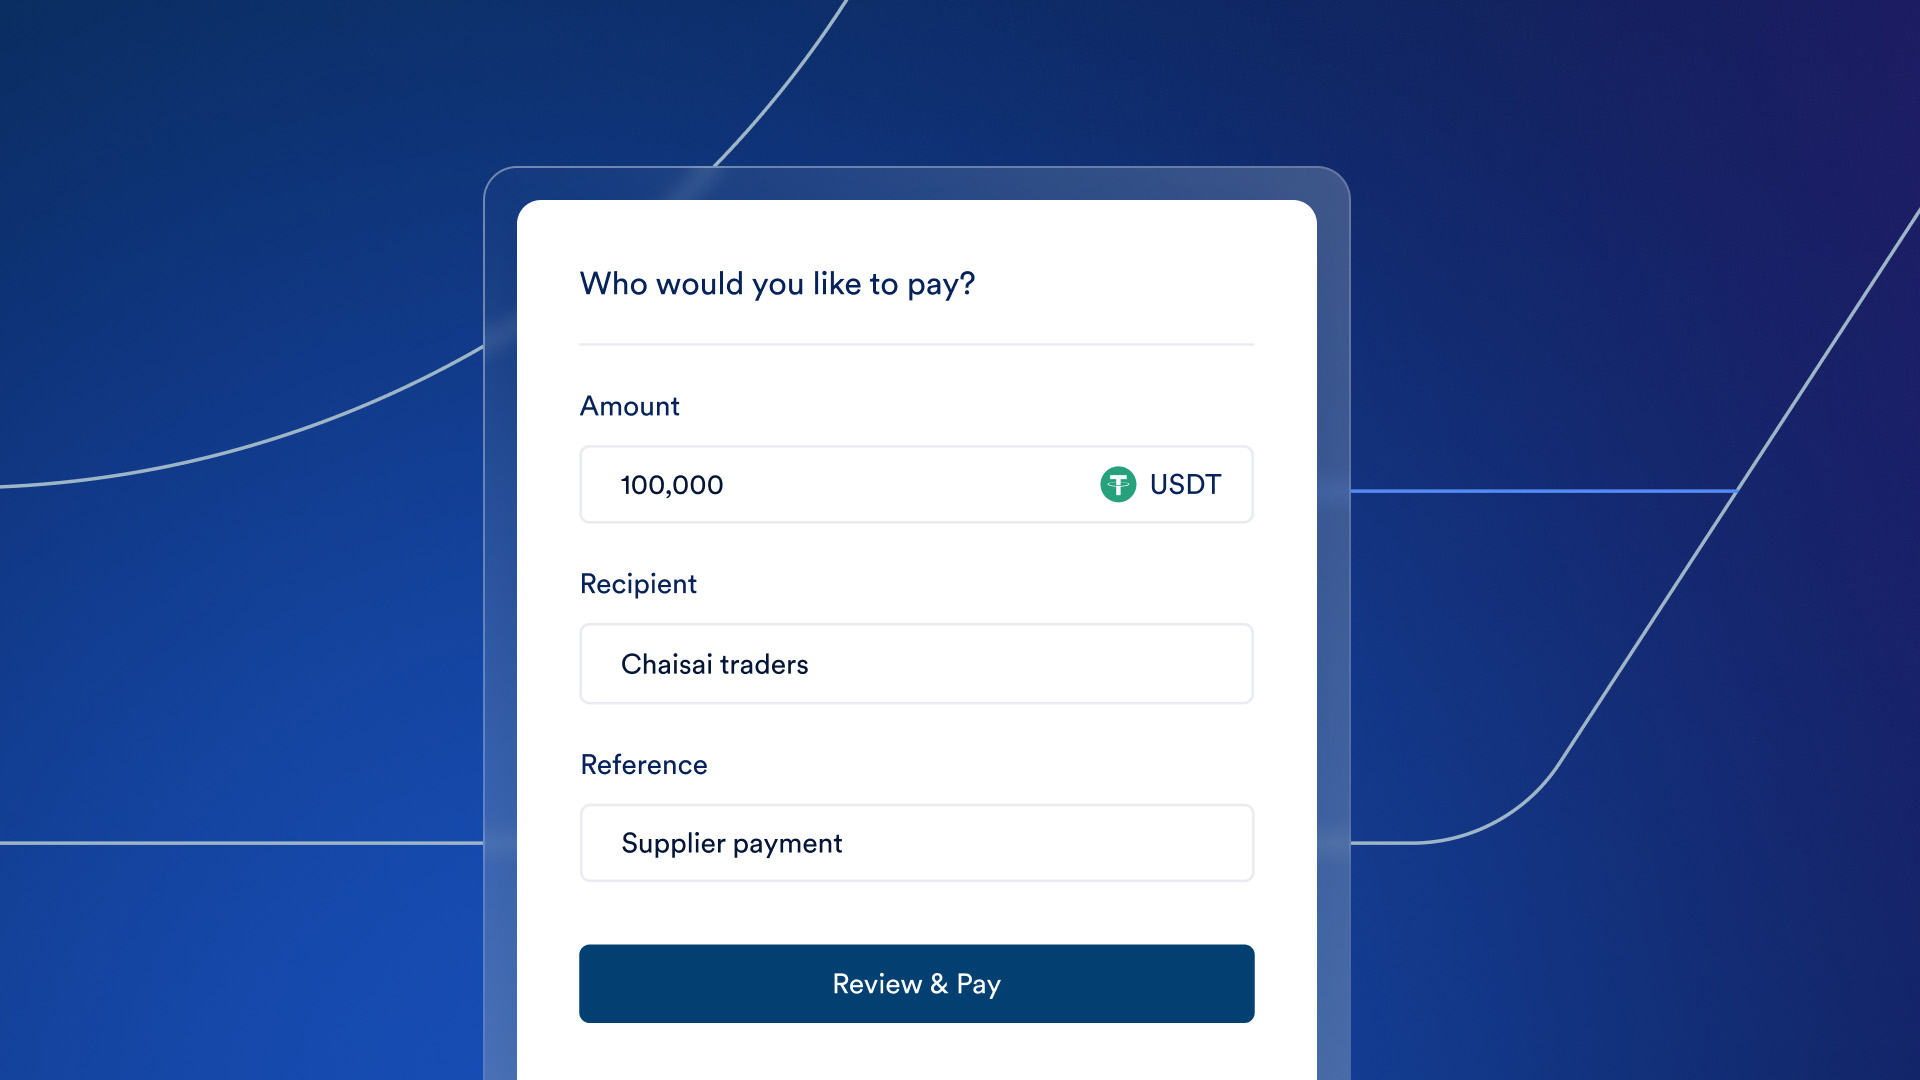 Who would you like to pay?
Amount
100,000 USDT
Recipient
Chaisai traders
Reference
Supplier payment
Review & Pay